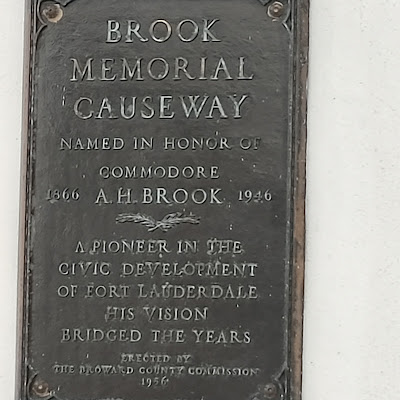 BROOK
MEMORIAL
CAUSEWAY
NAMED IN HONOR OF
COMMODORE
1866 A.H. BROOK 1946
A PIONEER IN THE
CIVIC DEVELOPMENT
OF FORT LAUDERDALE
HIS VISION
BRIDGED THE YEARS
ERECTED BY
THE BROWARD COUNTY COMMISSION
1956